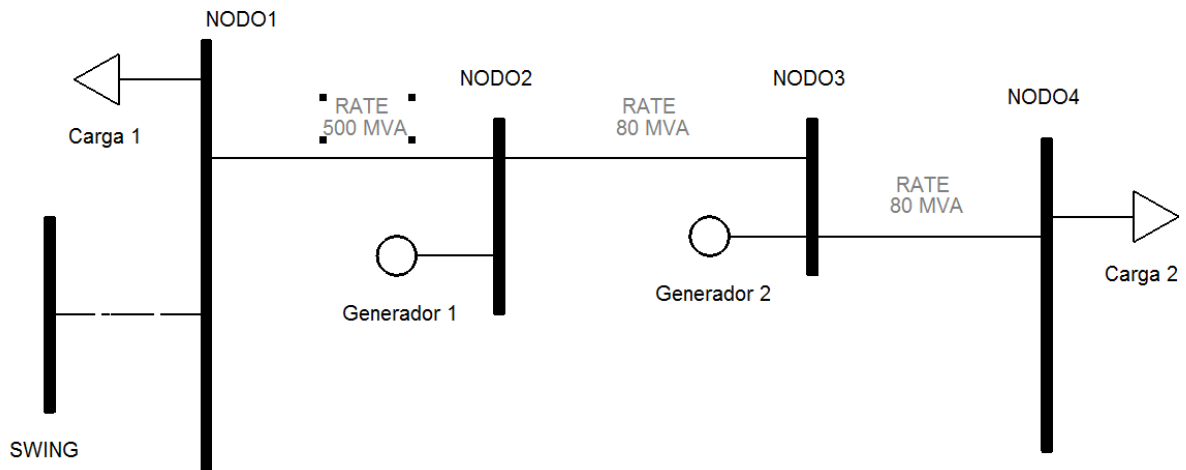 NODO1
NODO2
NODO3
NODO4
RATE
500 MVA
RATE
80 MVA
Carga 1
RATE
80 MVA
Carga 2
Generador 1
Generador 2
SWING